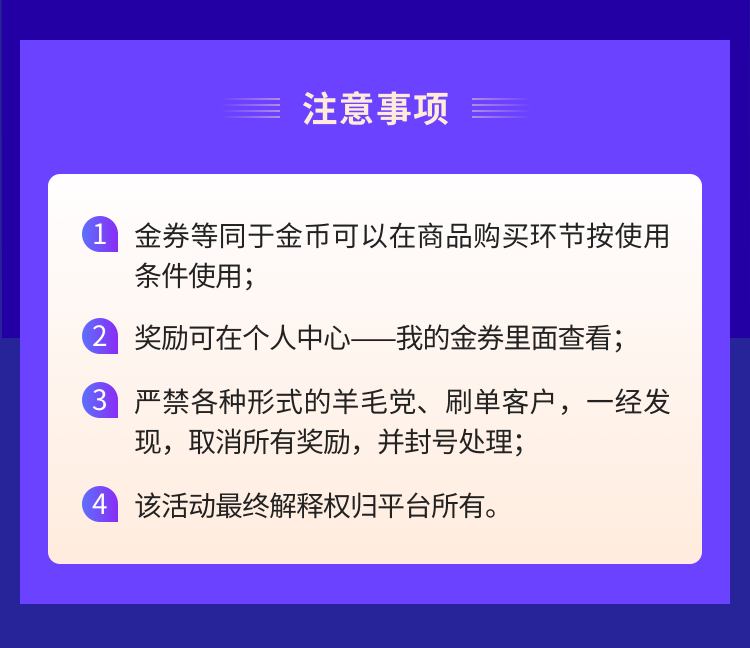 注意事项
1 金券等同于金币可以在商品购买环节按使用
条件使用；
2 奖励可在个人中心——我的金券里面查看；
3 严禁各种形式的羊毛党、刷单客户，一经发
现，取消所有奖励，并封号处理；
4 该活动最终解释权归平台所有。